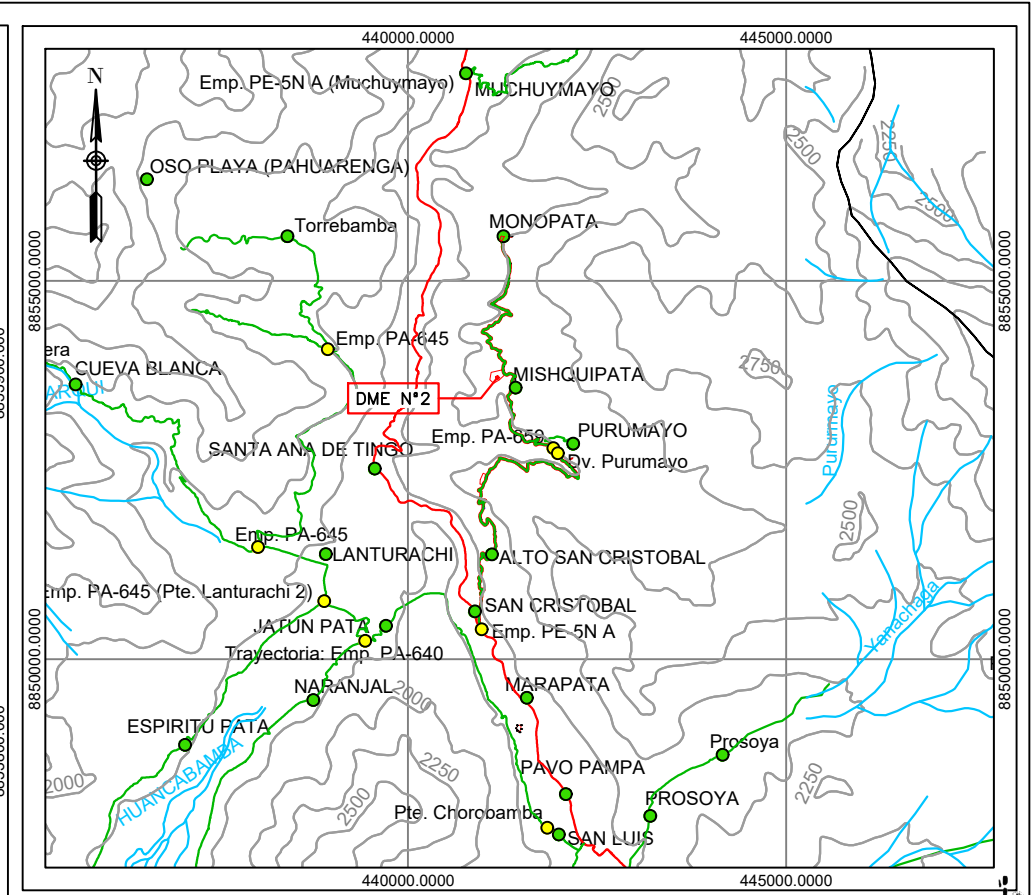 440000.0000
445000.0000
N
Emp. PE-5N A (Muchuymayo)
MUCHUYMAYO
2500
2500
2250
2500
OSO PLAYA (PAHUARENGA)
Torrebamba
MONOPATA
8855000.0000
8855000.0000
Emp. PA-645
era
CUEVA BLANCA
2750
MISHQUIPATA
DME N°2
Purumayo
Emp. PA-659
PURUMAYO
SANTA ANA DE TINGO
Dv. Purumayo
2500
Emp. PA-645
LANTURACHI
ALTO SAN CRISTOBAL
Emp. PA-645 (Pte. Lanturachi 2)
SAN CRISTOBAL
Yanachaga
JATUN PATA
Emp. PE-5N A
Trayectoria: Emp. PA-640
8850000.0000
8850000.0000
NARANJAL
2000
MARAPATA
ESPIRITU PATA
HUANCABAMBA
Prosoya
2250
2000
PAVO PAMPA
2250
2500
PROSOYA
Pte. Chorobamba
SAN LUIS
440000.0000
445000.0000